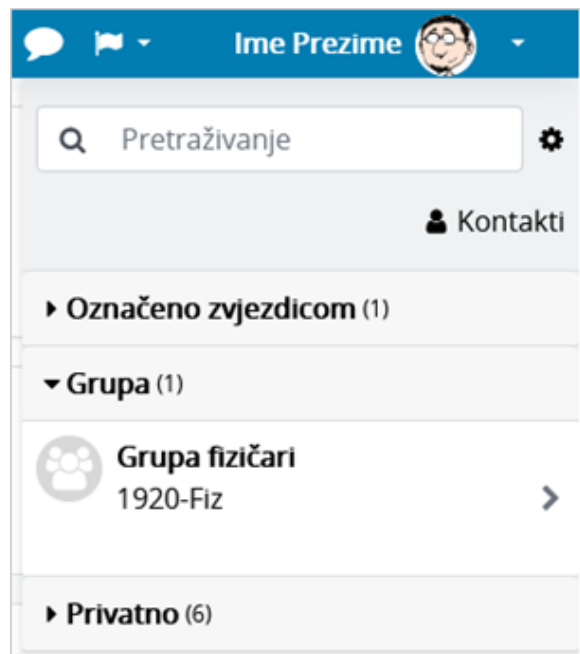 Ime Prezime
Pretraživanje
Kontakti
Označeno zvjezdicom (1)
Grupa (1)
Grupa fizičari
1920-Fiz
Privatno (6)